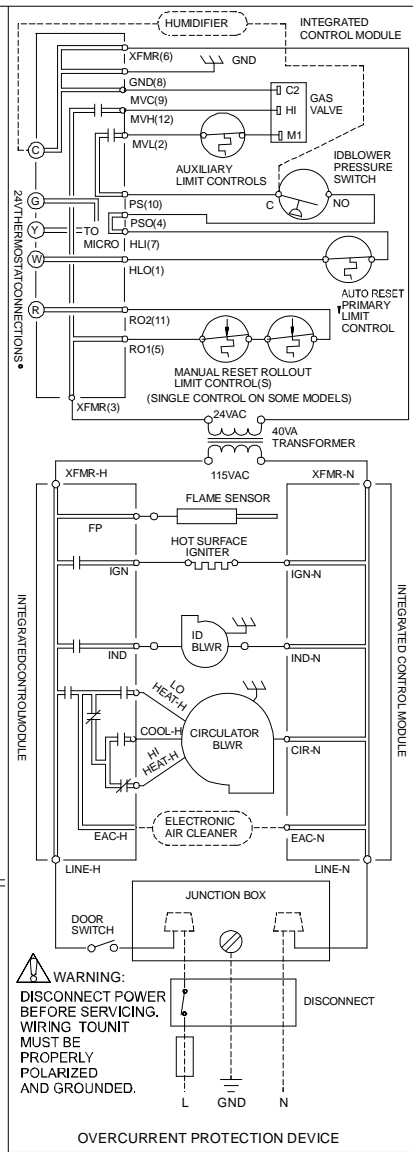 HUMIDIFIER
INTEGRATED
CONTROL MODULE
XFMR(6)
GND
GND(8)
MVC(9)
MVH(12)
MVL(2)
C2
HI
M1
GAS
VALVE
AUXILIARY
LIMIT CONTROLS
IDBLOWER
PRESSURE
SWITCH
C
NO
C
G
Y
W
R
24VTHERMOSTATCONNECTIONS
TO
MICRO
PS(10)
PSO(4)
HLI(7)
HLO(1)
AUTO RESET
PRIMARY
LIMIT
CONTROL
RO2(11)
RO1(5)
MANUAL RESET ROLLOUT
LIMIT CONTROL(S)
(SINGLE CONTROL ON SOME MODELS)
XFMR(3)
24VAC
40VA
TRANSFORMER
115VAC
XFMR-H
XFMR-N
FLAME SENSOR
FP
HOT SURFACE
IGNITER
IGN
IGN-N
INTEGRATEDCONTROLMODULE
INTEGRATED CONTROL MODULE
ID
BLWR
IND
IND-N
LO
HEAT-H
COOL-H
HI
HEAT-H
CIRCULATOR
BLWR
CIR-N
ELECTRONIC
AIR CLEANER
EAC-H
EAC-N
LINE-H
LINE-N
JUNCTION BOX
DOOR
SWITCH
WARNING:
DISCONNECT POWER
BEFORE SERVICING.
WIRING TOUNIT
MUST BE
PROPERLY
POLARIZED
AND GROUNDED.
DISCONNECT
L
GND
N
OVERCURRENT PROTECTION DEVICE